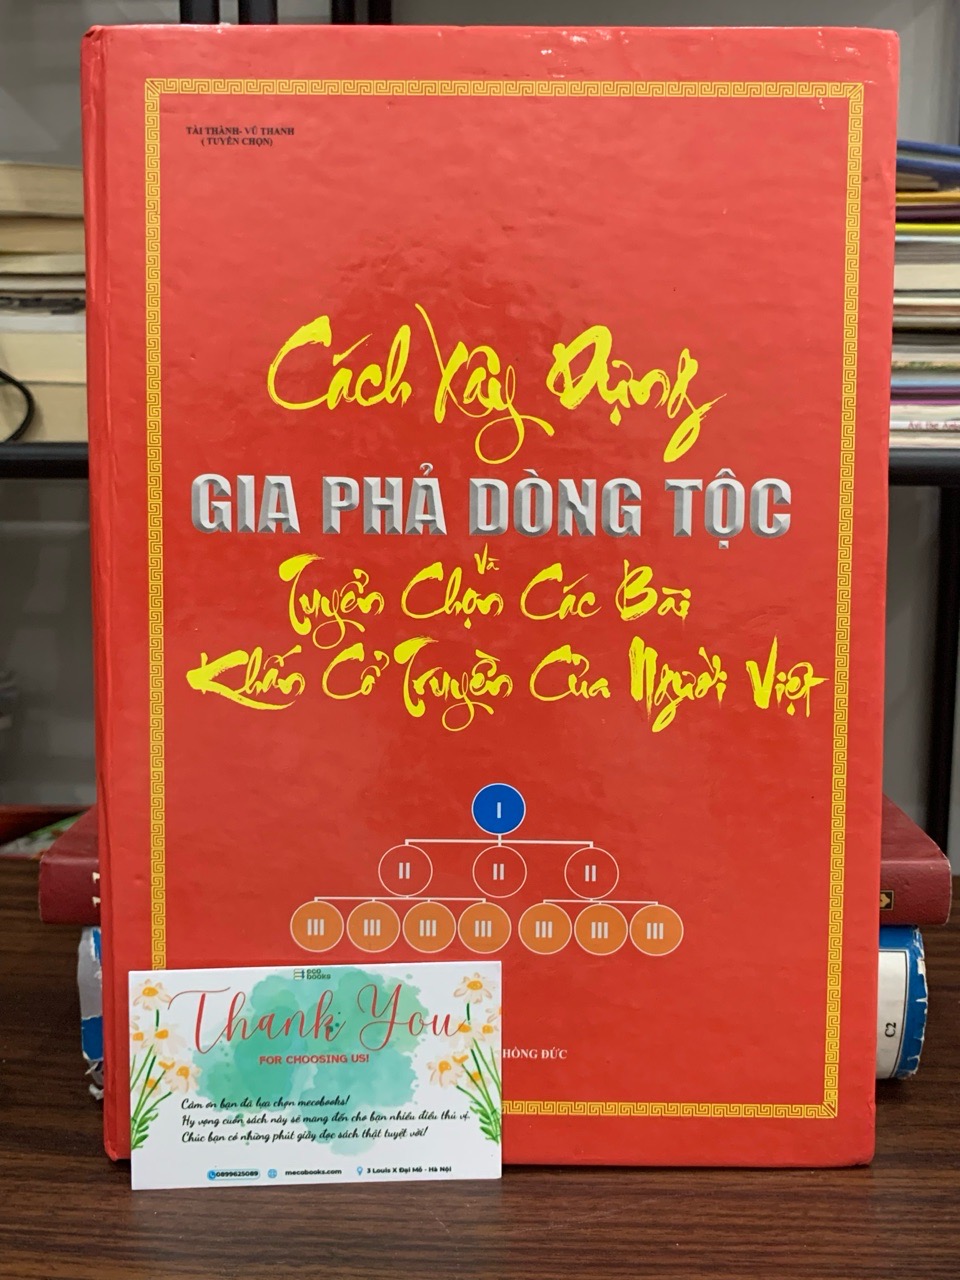 TÀI THÀNH- VŨ THANH
( TUYỂN CHỌN)
Cách Xây Dựng
GIA PHẢ DÒNG TỘC
Và
Tuyển Chọn Các Bài
Khấn Cổ Truyền Của Người Việt
I
II II II
III III III III III III III
HỒNG ĐỨC
eco
books
Thank You
FOR CHOOSING US!
Cảm ơn bạn đã lựa chọn mecobooks!
Hy vọng cuốn sách này sẽ mang đến cho bạn nhiều điều thú vị.
Chúc bạn có những phút giây đọc sách thật tuyệt vời!
0899625089 mecobooks.com 3 Louis X Đại Mỗ - Hà Nội
C2